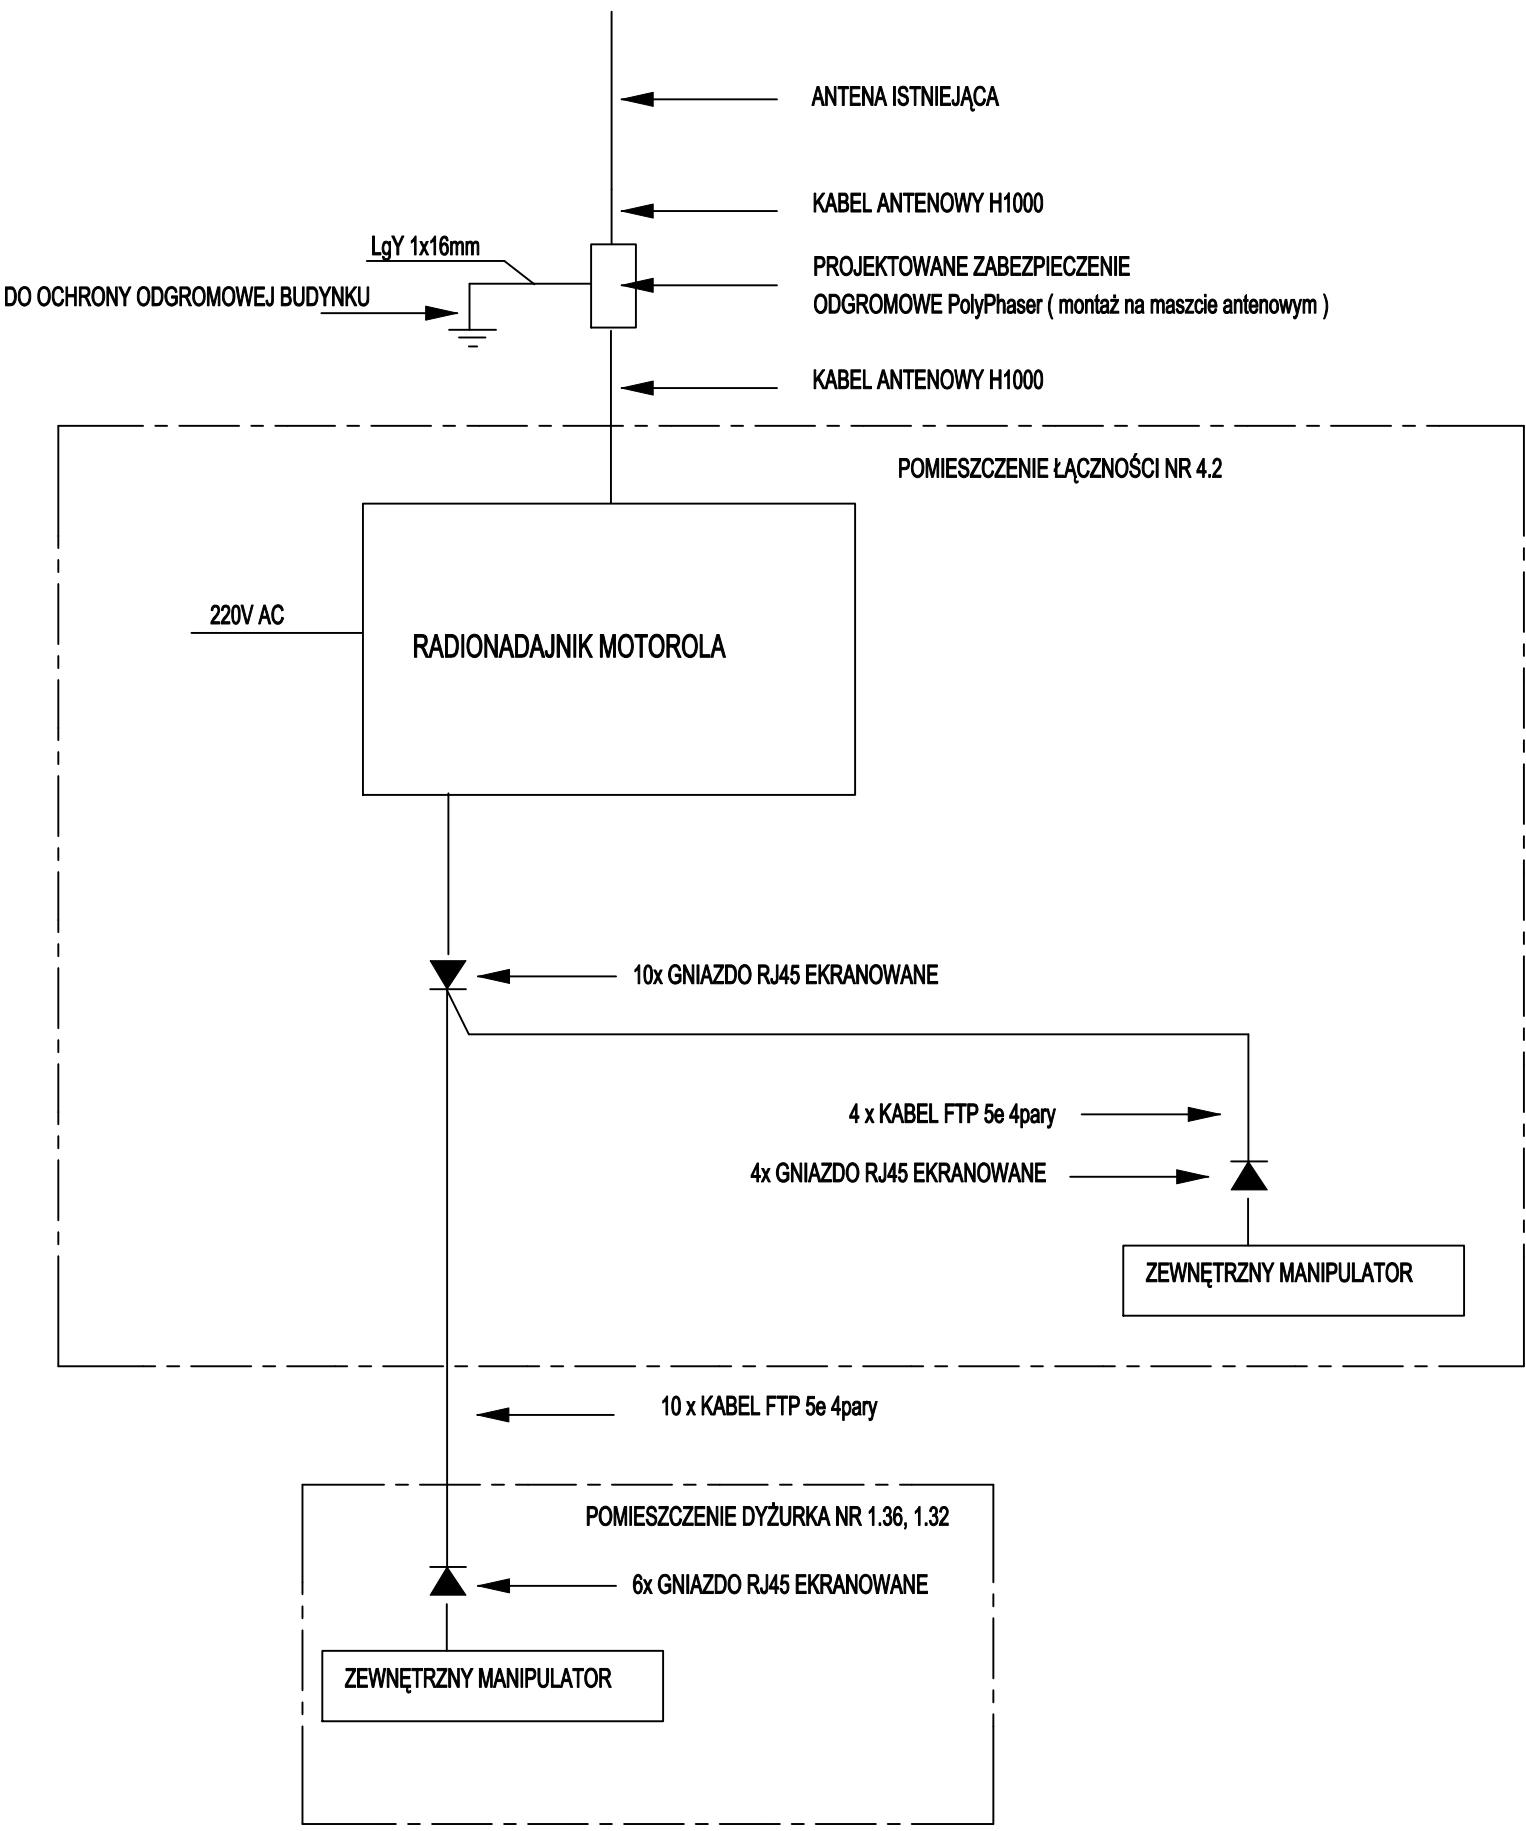 ANTENA ISTNIEJĄCA
KABEL ANTENOWY H1000
LgY 1x16mm
PROJEKTOWANE ZABEZPIECZENIE
DO OCHRONY ODGROMOWEJ BUDYNKU
ODGROMOWE PolyPhaser ( montaż na maszcie antenowym )
KABEL ANTENOWY H1000
POMIESZCZENIE ŁĄCZNOŚCI NR 4.2
220V AC
RADIONADAJNIK MOTOROLA
10x GNIAZDO RJ45 EKRANOWANE
4 x KABEL FTP 5e 4pary
4x GNIAZDO RJ45 EKRANOWANE
ZEWNĘTRZNY MANIPULATOR
10 x KABEL FTP 5e 4pary
POMIESZCZENIE DYŻURKA NR 1.36, 1.32
6x GNIAZDO RJ45 EKRANOWANE
ZEWNĘTRZNY MANIPULATOR